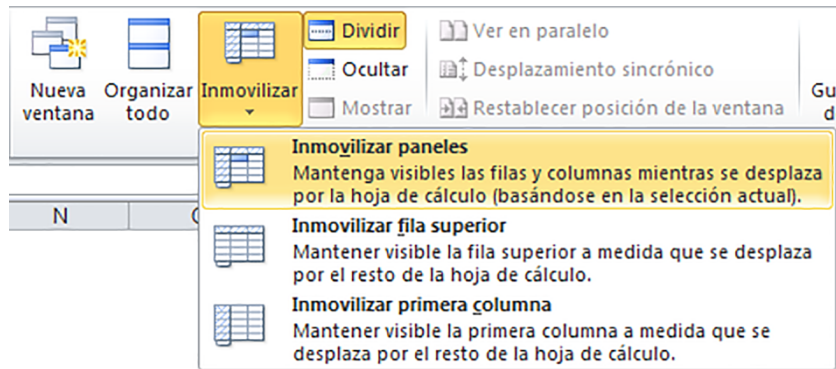 Nueva ventana
Organizar todo
Inmovilizar
Dividir
Ocultar
Mostrar
Ver en paralelo
Desplazamiento sincrónico
Restablecer posición de la ventana
Gu
d
N
Inmovilizar paneles
Mantenga visibles las filas y columnas mientras se desplaza
por la hoja de cálculo (basándose en la selección actual).
Inmovilizar fila superior
Mantener visible la fila superior a medida que se desplaza
por el resto de la hoja de cálculo.
Inmovilizar primera columna
Mantener visible la primera columna a medida que se
desplaza por el resto de la hoja de cálculo.